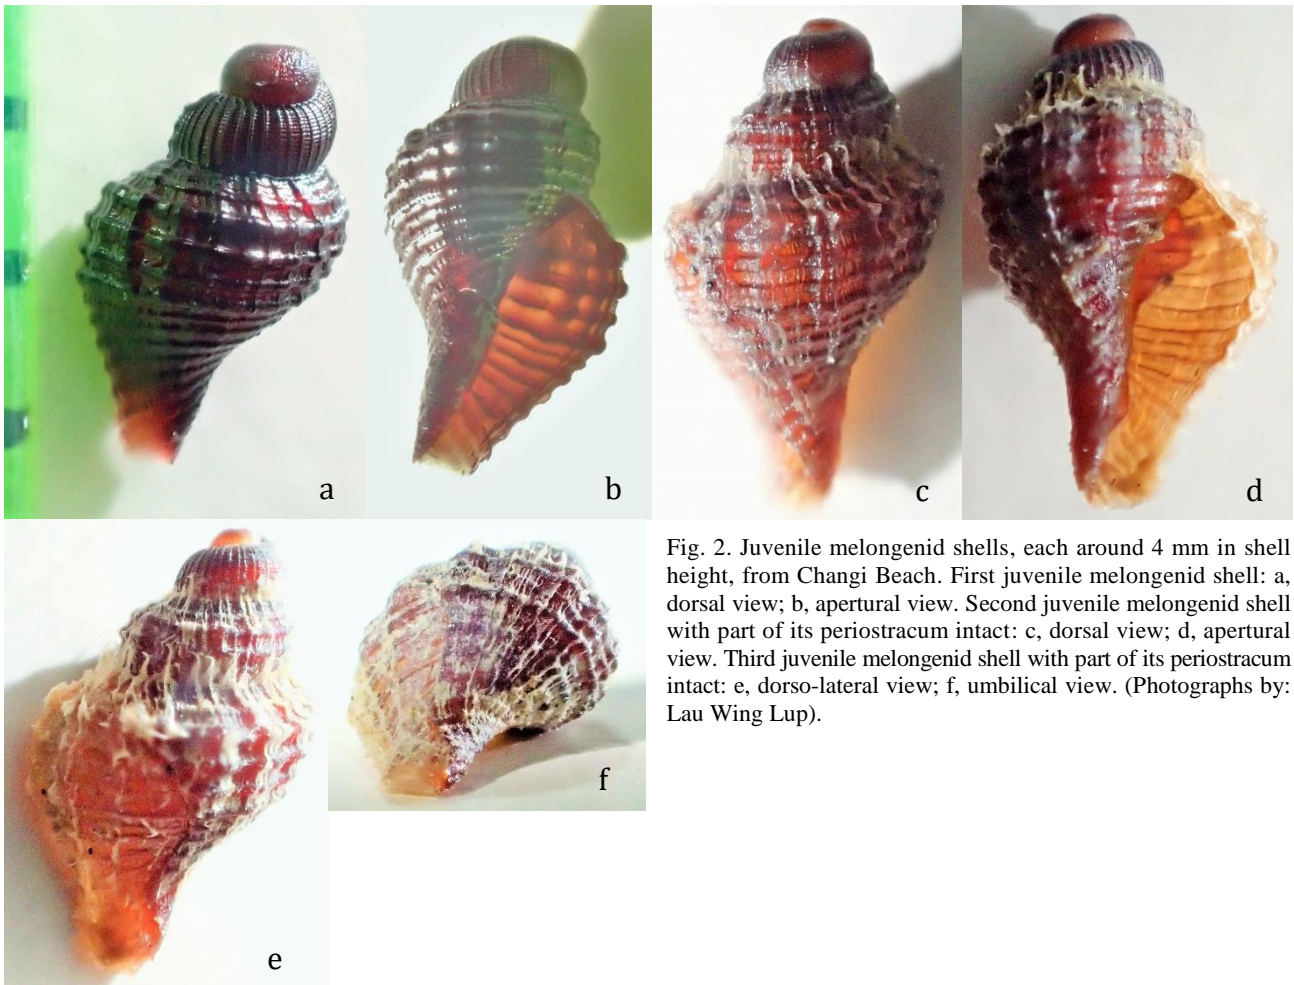 a
b
c
d
e
f
Fig. 2. Juvenile melongenid shells, each around 4 mm in shell
height, from Changi Beach. First juvenile melongenid shell: a,
dorsal view; b, apertural view. Second juvenile melongenid shell
with part of its periostracum intact: c, dorsal view; d, apertural
view. Third juvenile melongenid shell with part of its periostracum
intact: e, dorso-lateral view; f, umbilical view. (Photographs by:
Lau Wing Lup).